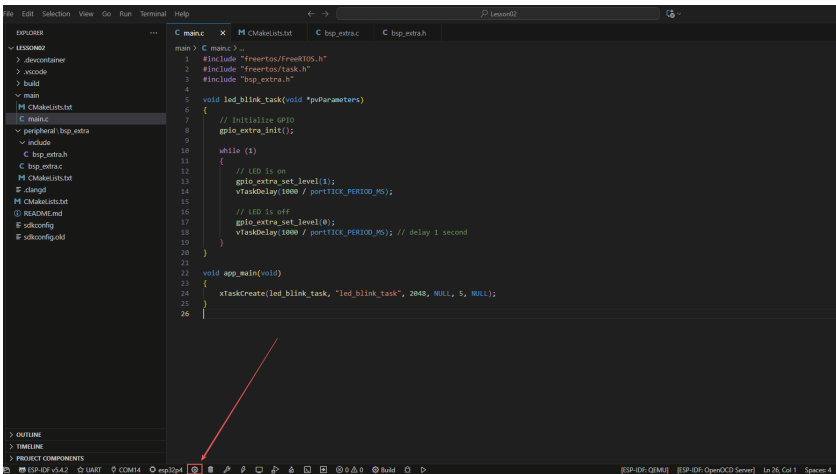 File Edit Selection View Go Run Terminal Help
Lesson02
EXPLORER
LESSON02
.devcontainer
.vscode
build
main
CMakeLists.txt
main.c
peripheral \ bsp_extra
include
bsp_extra.h
bsp_extra.c
CMakeLists.txt
.clangd
CMakeLists.txt
README.md
sdkconfig
sdkconfig.old
OUTLINE
TIMELINE
PROJECT COMPONENTS
main.c CMakeLists.txt bsp_extra.c bsp_extra.h
main > C main.c > ...
1 #include "freertos/FreeRTOS.h"
2 #include "freertos/task.h"
3 #include "bsp_extra.h"
4
5 void led_blink_task(void *pvParameters)
6 {
7 // Initialize GPIO
8 gpio_extra_init();
9
10 while (1)
11 {
12 // LED is on
13 gpio_extra_set_level(1);
14 vTaskDelay(1000 / portTICK_PERIOD_MS);
15
16 // LED is off
17 gpio_extra_set_level(0);
18 vTaskDelay(1000 / portTICK_PERIOD_MS); // delay 1 second
19 }
20 }
21
22 void app_main(void)
23 {
24 xTaskCreate(led_blink_task, "led_blink_task", 2048, NULL, 5, NULL);
25 }
26
ESP-IDF v5.4.2 UART COM14 esp32p4 0 0 Build [ESP-IDF: QEMU] [ESP-IDF: OpenOCD Server] Ln 26, Col 1 Spaces: 4